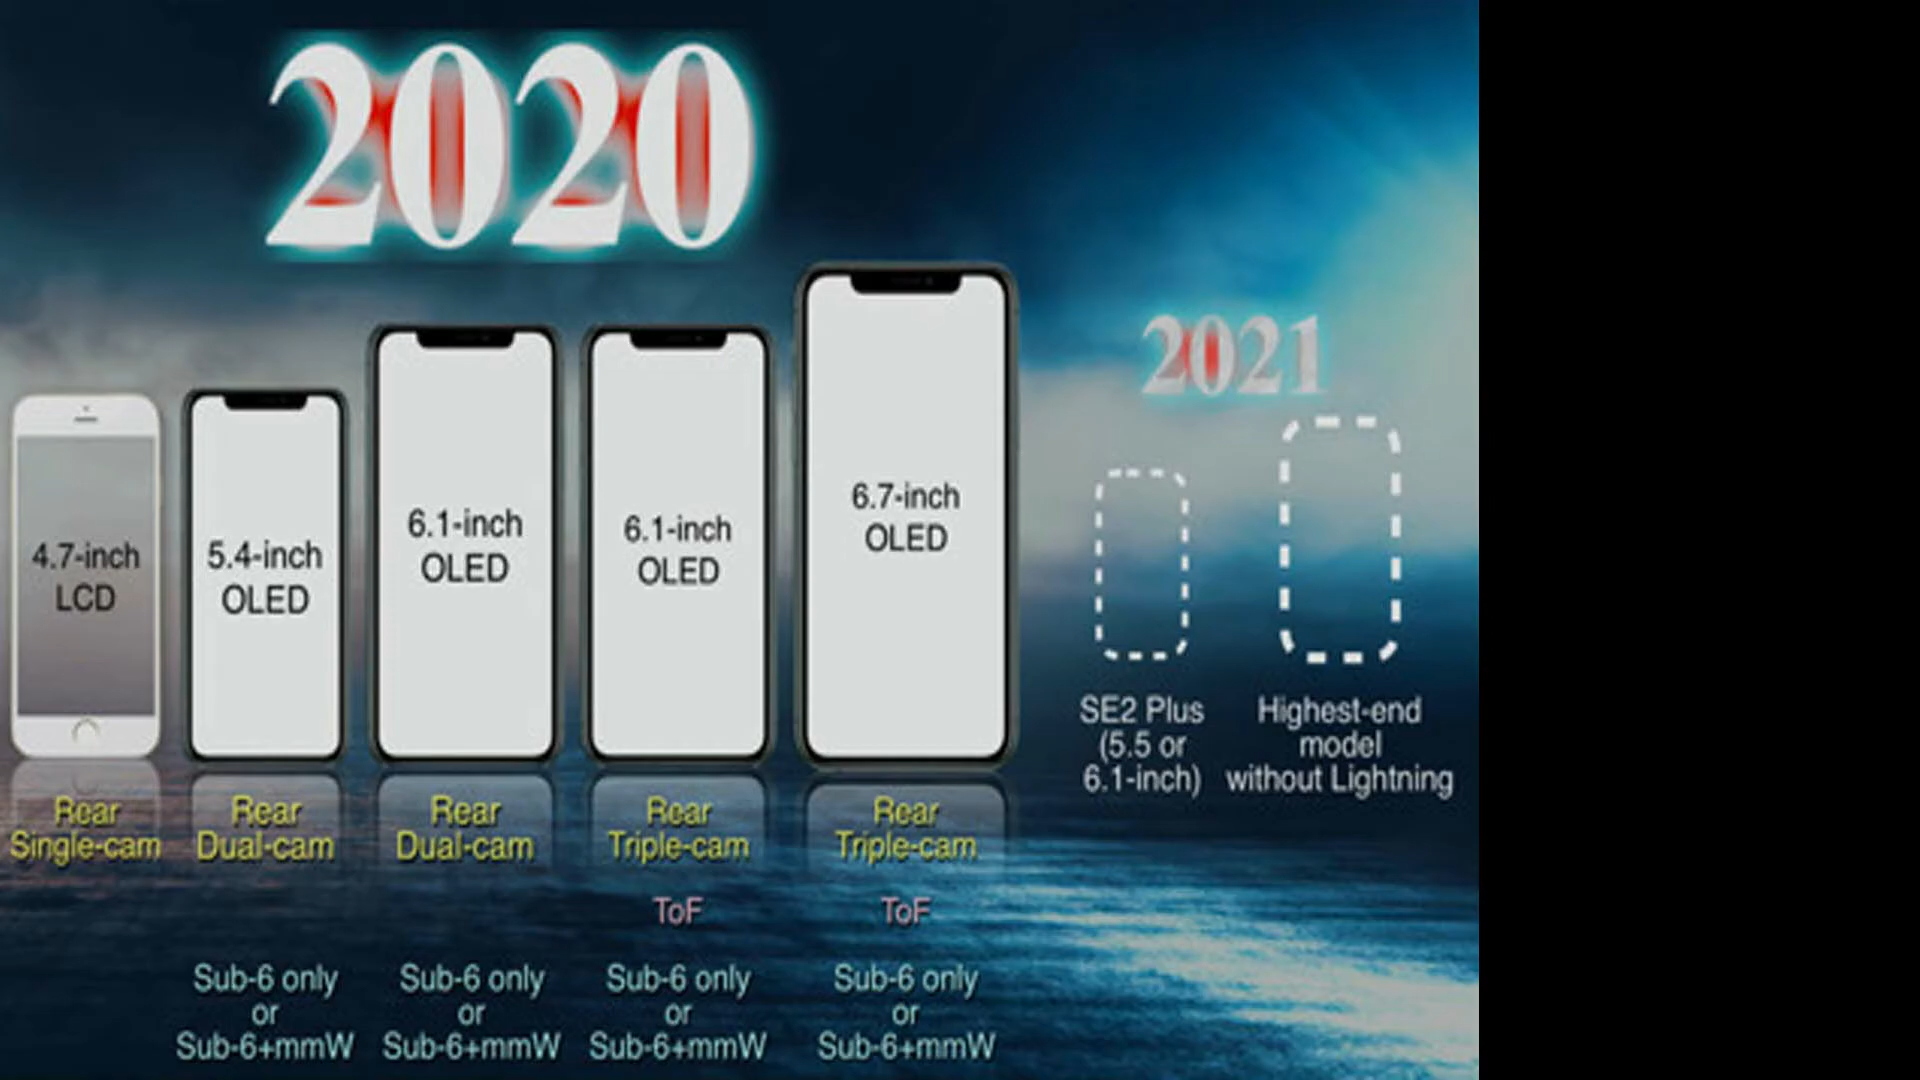 2020
2021
4.7-inch
LCD
5.4-inch
OLED
6.1-inch
OLED
6.1-inch
OLED
6.7-inch
OLED
SE2 Plus
(5.5 or
6.1-inch)
Highest-end
model
without Lightning
Rear
Single-cam
Rear
Dual-cam
Rear
Dual-cam
Rear
Triple-cam
Rear
Triple-cam
ToF
ToF
Sub-6 only
or
Sub-6+mmW
Sub-6 only
or
Sub-6+mmW
Sub-6 only
or
Sub-6+mmW
Sub-6 only
or
Sub-6+mmW